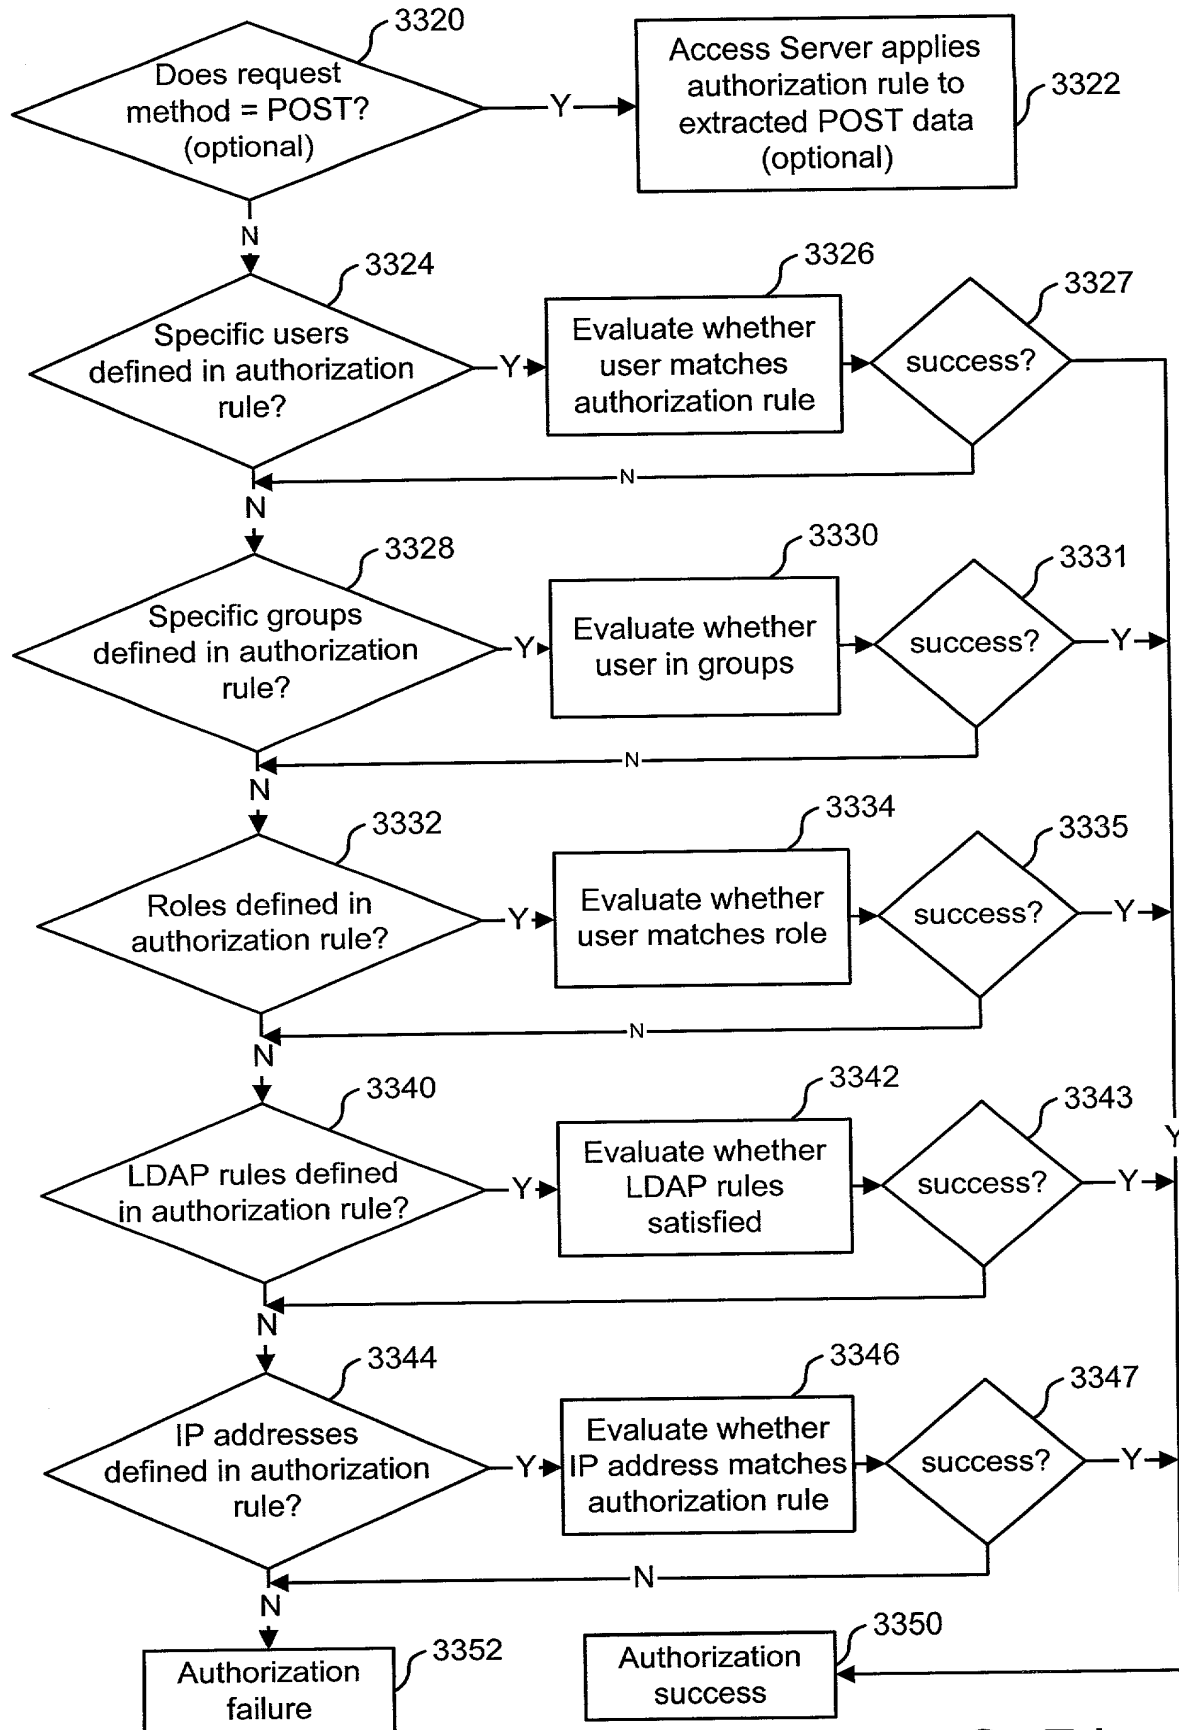 3320
Does request
method = POST?
(optional)
Y
Access Server applies
authorization rule to
extracted POST data
(optional)
3322
N
3324
Specific users
defined in authorization
rule?
Y
3326
Evaluate whether
user matches
authorization rule
3327
success?
N
N
3328
Specific groups
defined in authorization
rule?
Y
3330
Evaluate whether
user in groups
3331
success?
Y
N
N
3332
Roles defined in
authorization rule?
Y
3334
Evaluate whether
user matches role
3335
success?
Y
N
N
3340
LDAP rules defined
in authorization rule?
Y
3342
Evaluate whether
LDAP rules
satisfied
3343
success?
Y
Y
N
3344
IP addresses
defined in authorization
rule?
Y
3346
Evaluate whether
IP address matches
authorization rule
3347
success?
Y
N
N
3352
Authorization
failure
3350
Authorization
success